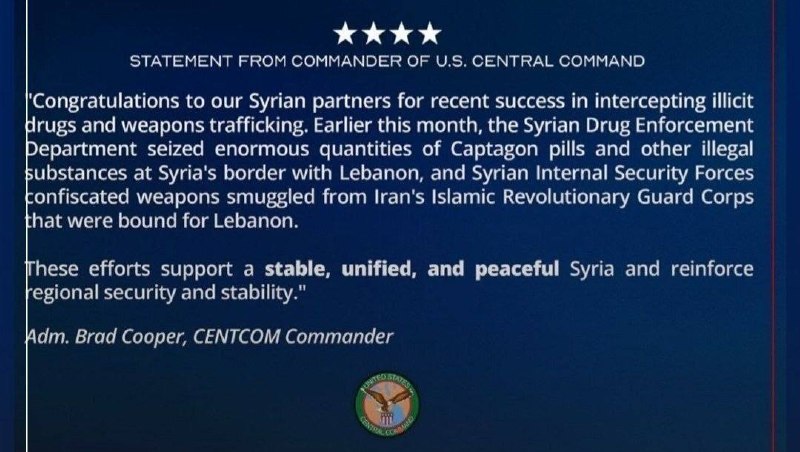 STATEMENT FROM COMMANDER OF U.S. CENTRAL COMMAND
"Congratulations to our Syrian partners for recent success in intercepting illicit
drugs and weapons trafficking. Earlier this month, the Syrian Drug Enforcement
Department seized enormous quantities of Captagon pills and other illegal
substances at Syria's border with Lebanon, and Syrian Internal Security Forces
confiscated weapons smuggled from Iran's Islamic Revolutionary Guard Corps
that were bound for Lebanon.
These efforts support a stable, unified, and peaceful Syria and reinforce
regional security and stability."
Adm. Brad Cooper, CENTCOM Commander
UNITED STATES
CENTRAL COMMAND